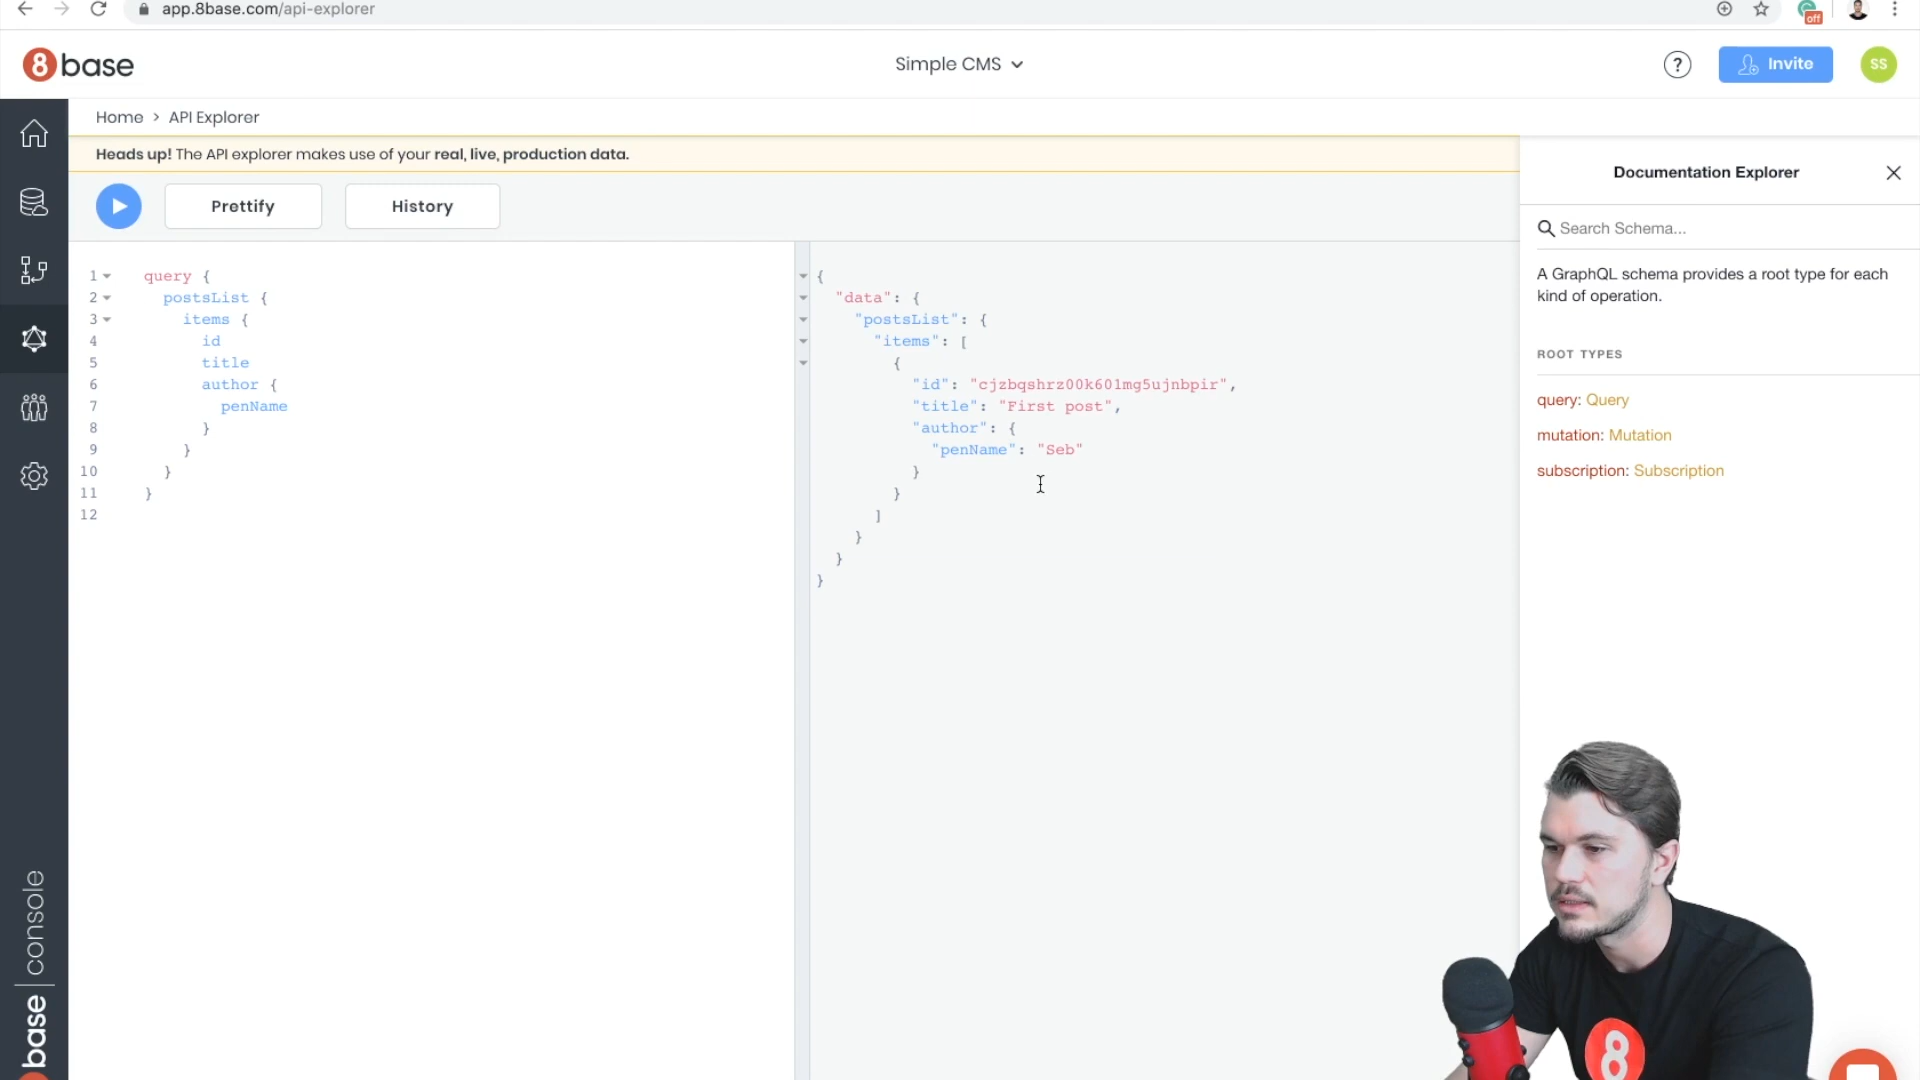 app.8base.com/api-explorer
off
8base
Simple CMS
?
Invite
SS
Home > API Explorer
Heads up! The API explorer makes use of your real, live, production data.
Prettify
History
1 query {
2 postsList {
3 items {
4 id
5 title
6 author {
7 penName
8 }
9 }
10 }
11 }
12
{
"data": {
"postsList": {
"items": [
{
"id": "cjzbqshrz00k601mg5ujnbpir",
"title": "First post",
"author": {
"penName": "Seb"
}
}
]
}
}
}
Documentation Explorer
Search Schema...
A GraphQL schema provides a root type for each
kind of operation.
ROOT TYPES
query: Query
mutation: Mutation
subscription: Subscription
base | console
8